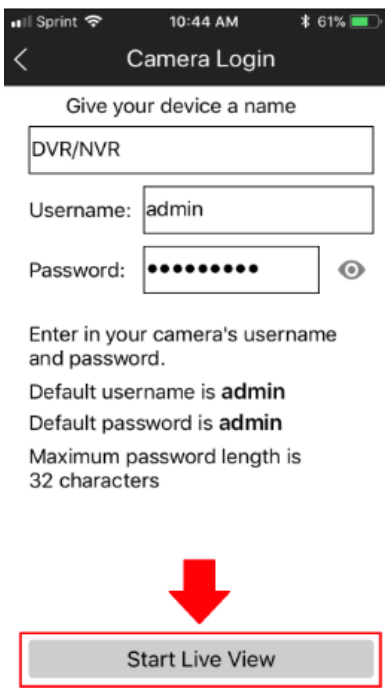 Sprint 10:44 AM 61%
Camera Login
Give your device a name
DVR/NVR
Username: admin
Password: ●●●●●●●●●
Enter in your camera's username
and password.
Default username is admin
Default password is admin
Maximum password length is
32 characters
Start Live View